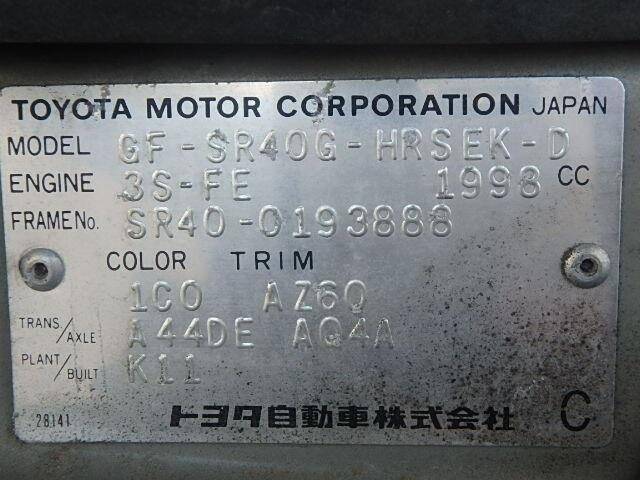 TOYOTA MOTOR CORPORATION JAPAN
MODEL GF-SR40G-HRSEK-D
ENGINE 3S-FE 1998 CC
FRAME No. SR40-0193888
COLOR TRIM
1C0 AZ60
TRANS./AXLE A44DE AQ4A
PLANT/BUILT K11
28141 トヨタ自動車株式会社 C